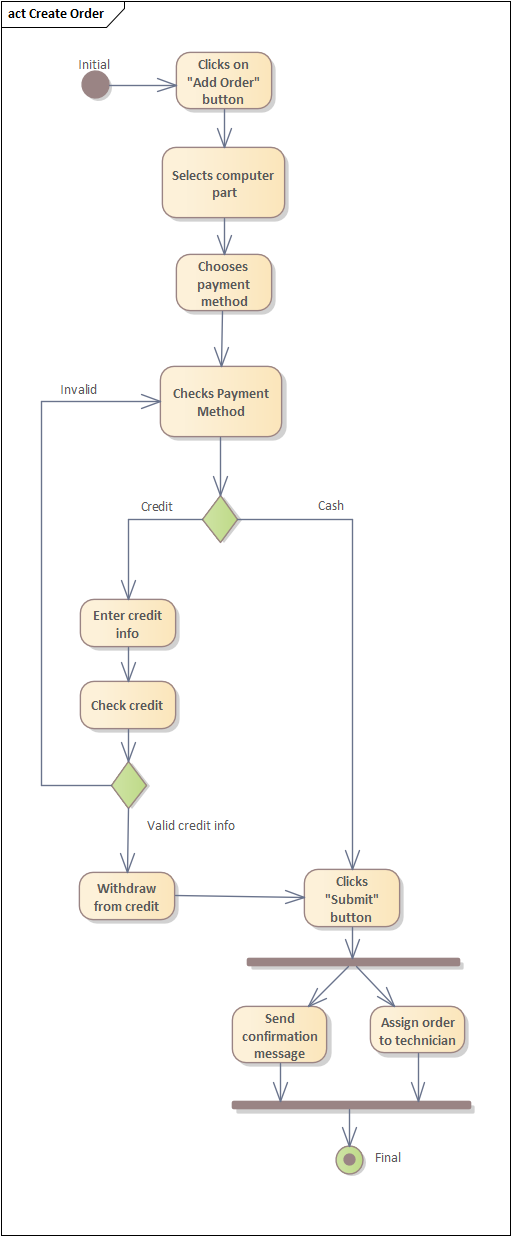 act Create Order
Initial
Clicks on
"Add Order"
button
Selects computer
part
Chooses
payment
method
Invalid
Checks Payment
Method
Credit
Cash
Enter credit
info
Check credit
Valid credit info
Withdraw
from credit
Clicks
"Submit"
button
Send
confirmation
message
Assign order
to technician
Final